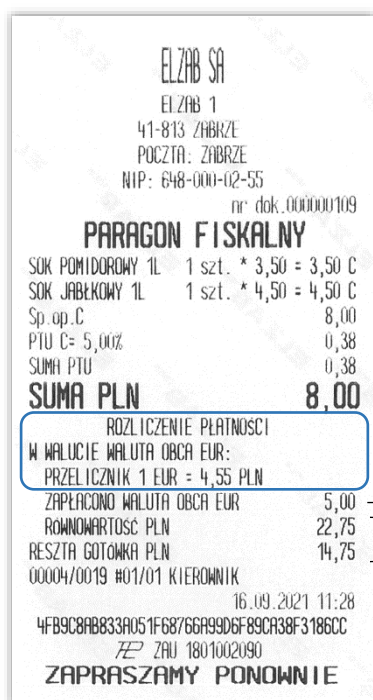 ELZAB SA
ELZAB 1
41-813 ZABRZE
POCZTA: ZABRZE
NIP: 648-000-02-55
nr dok.000000109
PARAGON FISKALNY
SOK POMIDOROWY 1L 1 szt. * 3,50 = 3,50 C
SOK JABŁKOWY 1L 1 szt. * 4,50 = 4,50 C
Sp.op.C 8,00
PTU C= 5,00% 0,38
SUMA PTU 0,38
SUMA PLN 8,00
ROZLICZENIE PŁATNOŚCI
W WALUCIE WALUTA OBCA EUR:
PRZELICZNIK 1 EUR = 4,55 PLN
ZAPŁACONO WALUTA OBCA EUR 5,00
RÓWNOWARTOŚĆ PLN 22,75
RESZTA GOTÓWKA PLN 14,75
00004/0019 #01/01 KIEROWNIK
16.09.2021 11:28
4FB9C8AB833A051F68766A99D6F89CA38F3186CC
ZAU 1801002090
ZAPRASZAMY PONOWNIE